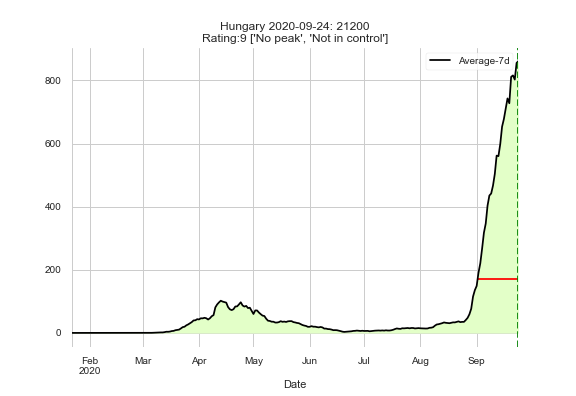 Hungary 2020-09-24: 21200
Rating:9 ['No peak', 'Not in control']
Average-7d
800
600
400
200
0
Feb Mar Apr May Jun Jul Aug Sep
2020
Date